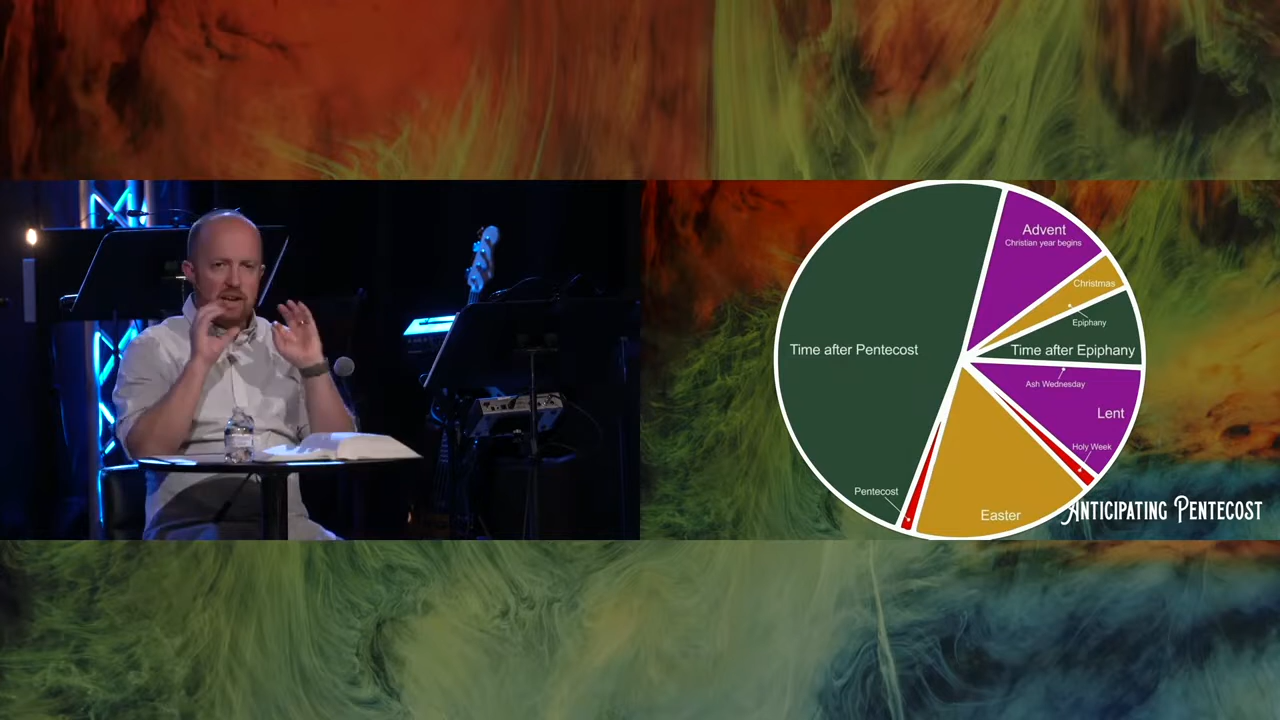 Advent
Christian year begins
Christmas
Epiphany
Time after Pentecost
Time after Epiphany
Ash Wednesday
Lent
Holy Week
Pentecost
Easter
Anticipating Pentecost